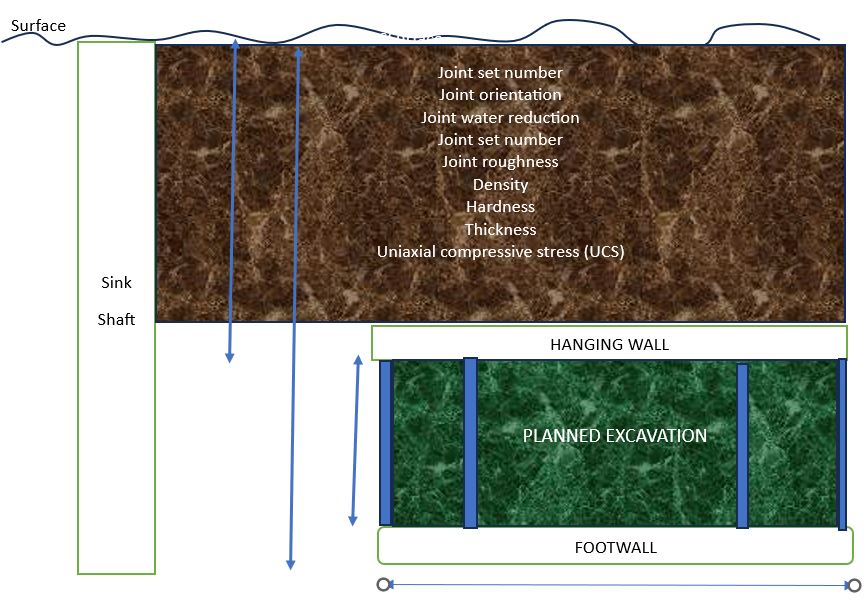 Surface
Surface
Joint set number
Joint orientation
Joint water reduction
Joint set number
Joint roughness
Density
Hardness
Thickness
Uniaxial compressive stress (UCS)
Sink
Shaft
HANGING WALL
PLANNED EXCAVATION
FOOTWALL